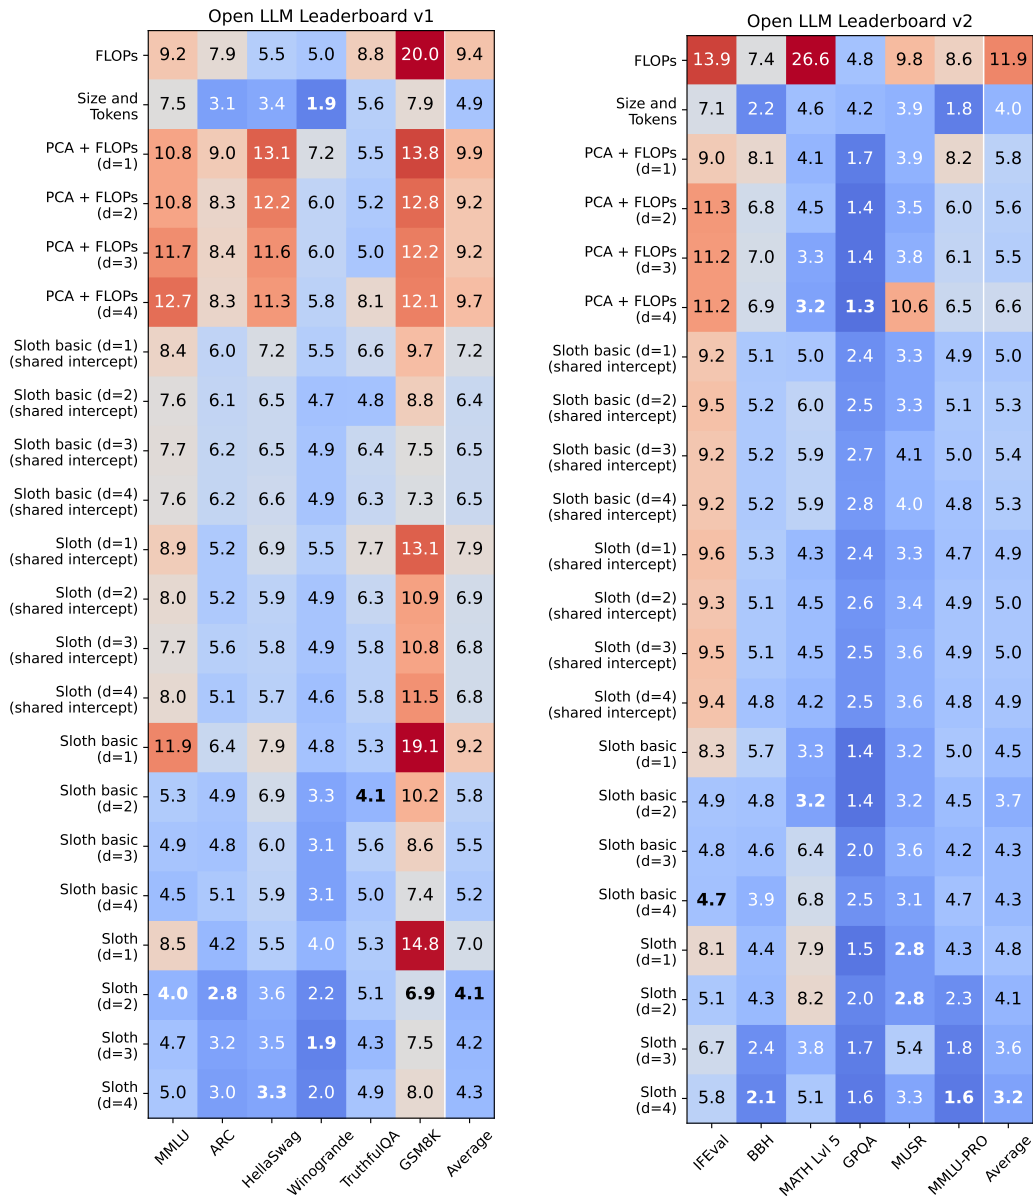 Open LLM Leaderboard v1
FLOPs 9.2 7.9 5.5 5.0 8.8 20.0 9.4
Size and
Tokens 7.5 3.1 3.4 1.9 5.6 7.9 4.9
PCA + FLOPs
(d=1) 10.8 9.0 13.1 7.2 5.5 13.8 9.9
PCA + FLOPs
(d=2) 10.8 8.3 12.2 6.0 5.2 12.8 9.2
PCA + FLOPs
(d=3) 11.7 8.4 11.6 6.0 5.0 12.2 9.2
PCA + FLOPs
(d=4) 12.7 8.3 11.3 5.8 8.1 12.1 9.7
Sloth basic (d=1)
(shared intercept) 8.4 6.0 7.2 5.5 6.6 9.7 7.2
Sloth basic (d=2)
(shared intercept) 7.6 6.1 6.5 4.7 4.8 8.8 6.4
Sloth basic (d=3)
(shared intercept) 7.7 6.2 6.5 4.9 6.4 7.5 6.5
Sloth basic (d=4)
(shared intercept) 7.6 6.2 6.6 4.9 6.3 7.3 6.5
Sloth (d=1)
(shared intercept) 8.9 5.2 6.9 5.5 7.7 13.1 7.9
Sloth (d=2)
(shared intercept) 8.0 5.2 5.9 4.9 6.3 10.9 6.9
Sloth (d=3)
(shared intercept) 7.7 5.6 5.8 4.9 5.8 10.8 6.8
Sloth (d=4)
(shared intercept) 8.0 5.1 5.7 4.6 5.8 11.5 6.8
Sloth basic
(d=1) 11.9 6.4 7.9 4.8 5.3 19.1 9.2
Sloth basic
(d=2) 5.3 4.9 6.9 3.3 4.1 10.2 5.8
Sloth basic
(d=3) 4.9 4.8 6.0 3.1 5.6 8.6 5.5
Sloth basic
(d=4) 4.5 5.1 5.9 3.1 5.0 7.4 5.2
Sloth
(d=1) 8.5 4.2 5.5 4.0 5.3 14.8 7.0
Sloth
(d=2) 4.0 2.8 3.6 2.2 5.1 6.9 4.1
Sloth
(d=3) 4.7 3.2 3.5 1.9 4.3 7.5 4.2
Sloth
(d=4) 5.0 3.0 3.3 2.0 4.9 8.0 4.3
MMLU ARC HellaSwag Winogrande TruthfulQA GSM8K Average
Open LLM Leaderboard v2
FLOPs 13.9 7.4 26.6 4.8 9.8 8.6 11.9
Size and
Tokens 7.1 2.2 4.6 4.2 3.9 1.8 4.0
PCA + FLOPs
(d=1) 9.0 8.1 4.1 1.7 3.9 8.2 5.8
PCA + FLOPs
(d=2) 11.3 6.8 4.5 1.4 3.5 6.0 5.6
PCA + FLOPs
(d=3) 11.2 7.0 3.3 1.4 3.8 6.1 5.5
PCA + FLOPs
(d=4) 11.2 6.9 3.2 1.3 10.6 6.5 6.6
Sloth basic (d=1)
(shared intercept) 9.2 5.1 5.0 2.4 3.3 4.9 5.0
Sloth basic (d=2)
(shared intercept) 9.5 5.2 6.0 2.5 3.3 5.1 5.3
Sloth basic (d=3)
(shared intercept) 9.2 5.2 5.9 2.7 4.1 5.0 5.4
Sloth basic (d=4)
(shared intercept) 9.2 5.2 5.9 2.8 4.0 4.8 5.3
Sloth (d=1)
(shared intercept) 9.6 5.3 4.3 2.4 3.3 4.7 4.9
Sloth (d=2)
(shared intercept) 9.3 5.1 4.5 2.6 3.4 4.9 5.0
Sloth (d=3)
(shared intercept) 9.5 5.1 4.5 2.5 3.6 4.9 5.0
Sloth (d=4)
(shared intercept) 9.4 4.8 4.2 2.5 3.6 4.8 4.9
Sloth basic
(d=1) 8.3 5.7 3.3 1.4 3.2 5.0 4.5
Sloth basic
(d=2) 4.9 4.8 3.2 1.4 3.2 4.5 3.7
Sloth basic
(d=3) 4.8 4.6 6.4 2.0 3.6 4.2 4.3
Sloth basic
(d=4) 4.7 3.9 6.8 2.5 3.1 4.7 4.3
Sloth
(d=1) 8.1 4.4 7.9 1.5 2.8 4.3 4.8
Sloth
(d=2) 5.1 4.3 8.2 2.0 2.8 2.3 4.1
Sloth
(d=3) 6.7 2.4 3.8 1.7 5.4 1.8 3.6
Sloth
(d=4) 5.8 2.1 5.1 1.6 3.3 1.6 3.2
IFEval BBH MATH Lvl 5 GPQA MUSR MMLU-PRO Average